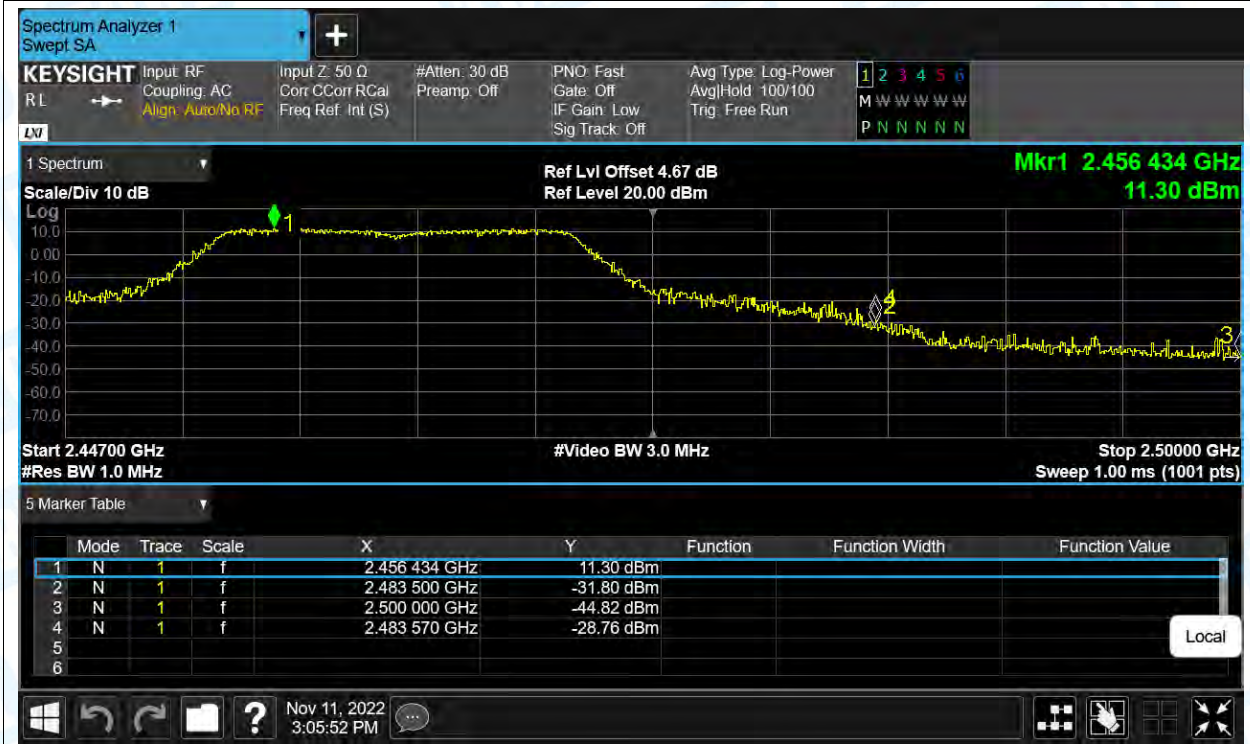 Spectrum Analyzer 1
Swept SA
+
KEYSIGHT Input: RF Input Z: 50 Ω #Atten: 30 dB PNO: Fast Avg Type: Log-Power 1 2 3 4 5 6
R L Coupling: AC Corr CCorr RCal Preamp: Off Gate: Off Avg|Hold: 100/100 M W W W W W W
Align: Auto/No RF Freq Ref: Int (S) IF Gain: Low Trig: Free Run
LXI Sig Track: Off P N N N N N N
1 Spectrum Ref Lvl Offset 4.67 dB Mkr1 2.456 434 GHz
Scale/Div 10 dB Ref Level 20.00 dBm 11.30 dBm
Log
1
10.0
0.00
-10.0
-20.0
4
2
-30.0
3
-40.0
-50.0
-60.0
-70.0
Start 2.44700 GHz #Video BW 3.0 MHz Stop 2.50000 GHz
#Res BW 1.0 MHz Sweep 1.00 ms (1001 pts)
5 Marker Table
Mode Trace Scale X Y Function Function Width Function Value
1 N 1 f 2.456 434 GHz 11.30 dBm
2 N 1 f 2.483 500 GHz -31.80 dBm
3 N 1 f 2.500 000 GHz -44.82 dBm
4 N 1 f 2.483 570 GHz -28.76 dBm
5
6
Local
? Nov 11, 2022
3:05:52 PM